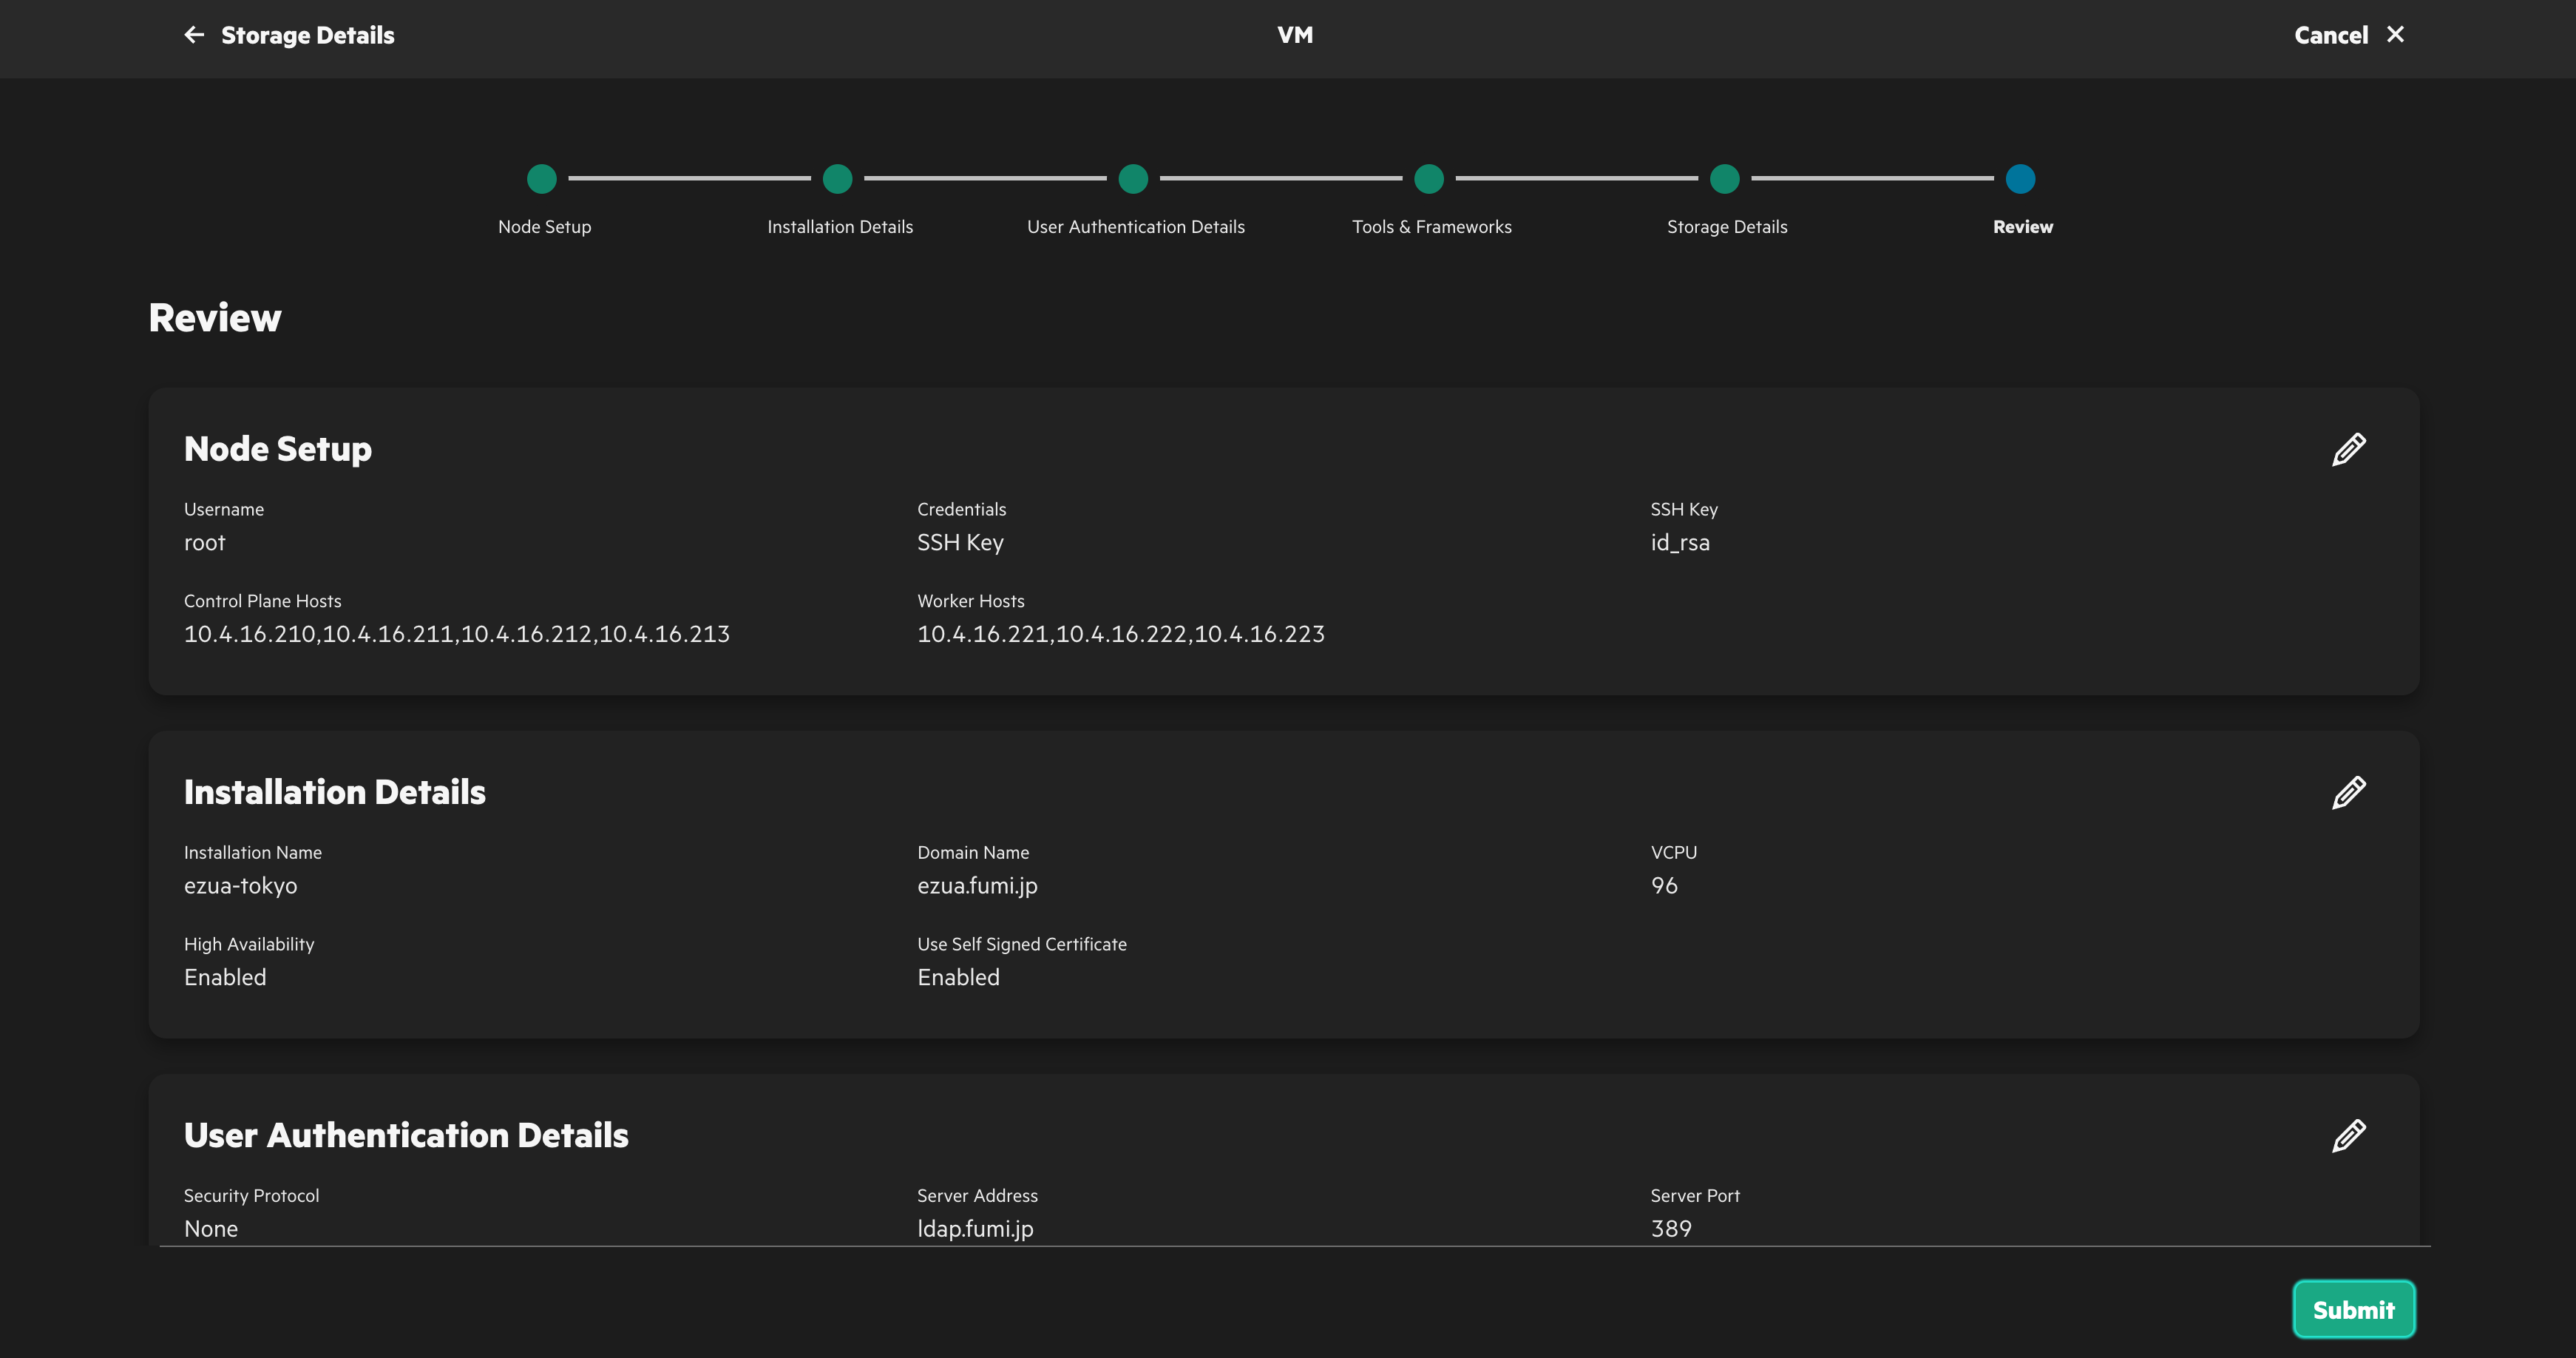 Storage Details
VM
Cancel
Node Setup
Installation Details
User Authentication Details
Tools & Frameworks
Storage Details
Review
Review
Node Setup
Username
Credentials
SSH Key
root
SSH Key
id_rsa
Control Plane Hosts
Worker Hosts
10.4.16.210,10.4.16.211,10.4.16.212,10.4.16.213
10.4.16.221,10.4.16.222,10.4.16.223
Installation Details
Installation Name
Domain Name
VCPU
ezua-tokyo
ezua.fumi.jp
96
High Availability
Use Self Signed Certificate
Enabled
Enabled
User Authentication Details
Security Protocol
Server Address
Server Port
None
ldap.fumi.jp
389
Submit